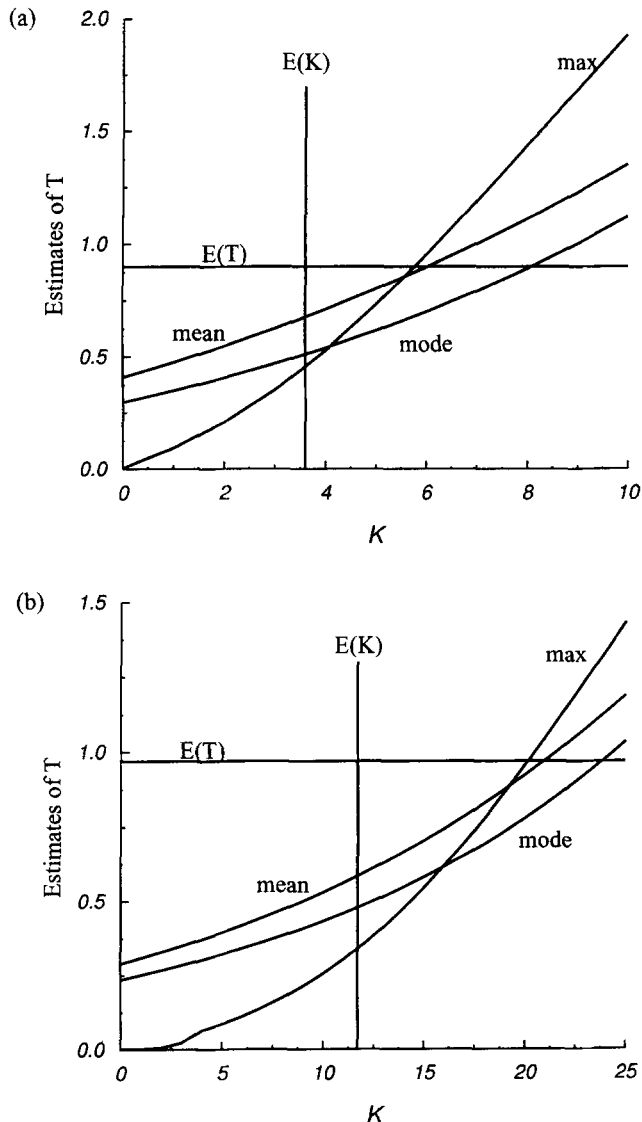 (a)
2.0
E(K)
max
1.5
Estimates of T
1.0
E(T)
mean
mode
0.5
0.0
0 2 4 6 8 10
K
(b)
1.5
E(K)
max
E(T)
1.0
Estimates of T
mean
mode
0.5
0.0
0 5 10 15 20 25
K